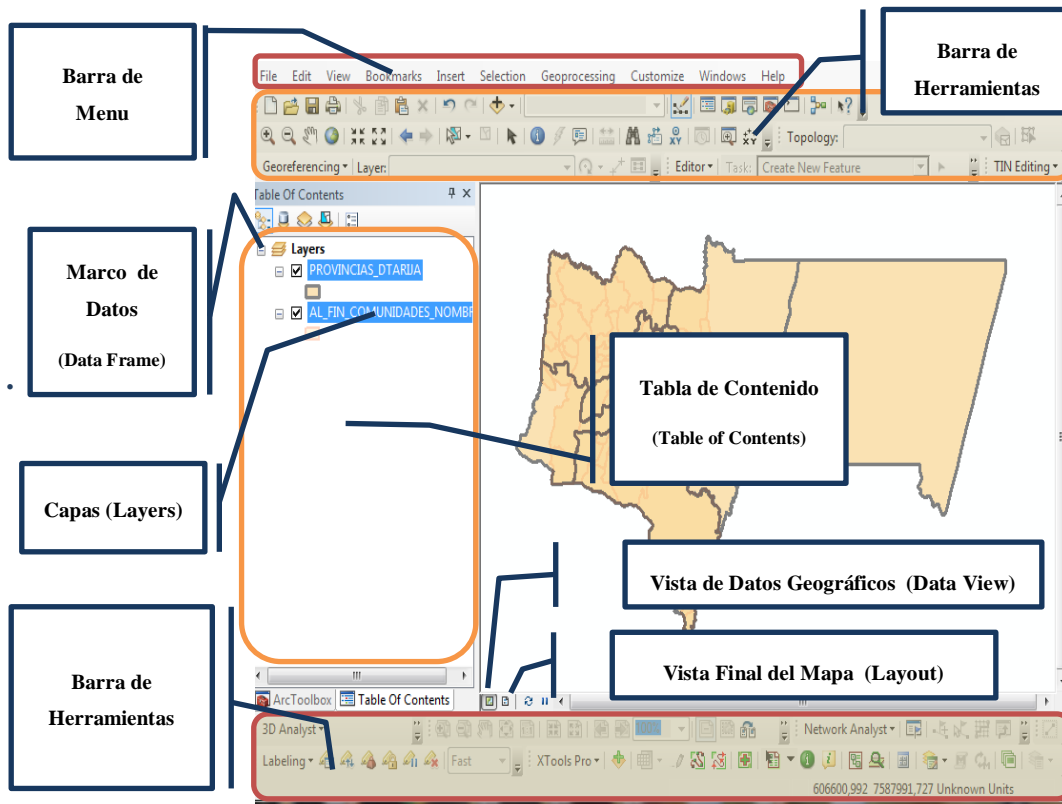 Barra de
Menu
Barra de
Herramientas
File Edit View Bookmarks Insert Selection Geoprocessing Customize Windows Help
Topology:
Georeferencing Layer: Editor Task: Create New Feature TIN Editing
Table Of Contents
Layers
PROVINCIAS_DTARIJA
AL_FIN_COMUNIDADES_NOMBR
Marco de
Datos
(Data Frame)
Tabla de Contenido
(Table of Contents)
Capas (Layers)
Vista de Datos Geográficos (Data View)
Vista Final del Mapa (Layout)
Barra de
Herramientas
ArcToolbox Table Of Contents
3D Analyst Network Analyst
Labeling Fast XTools Pro
606600,992 7587991,727 Unknown Units